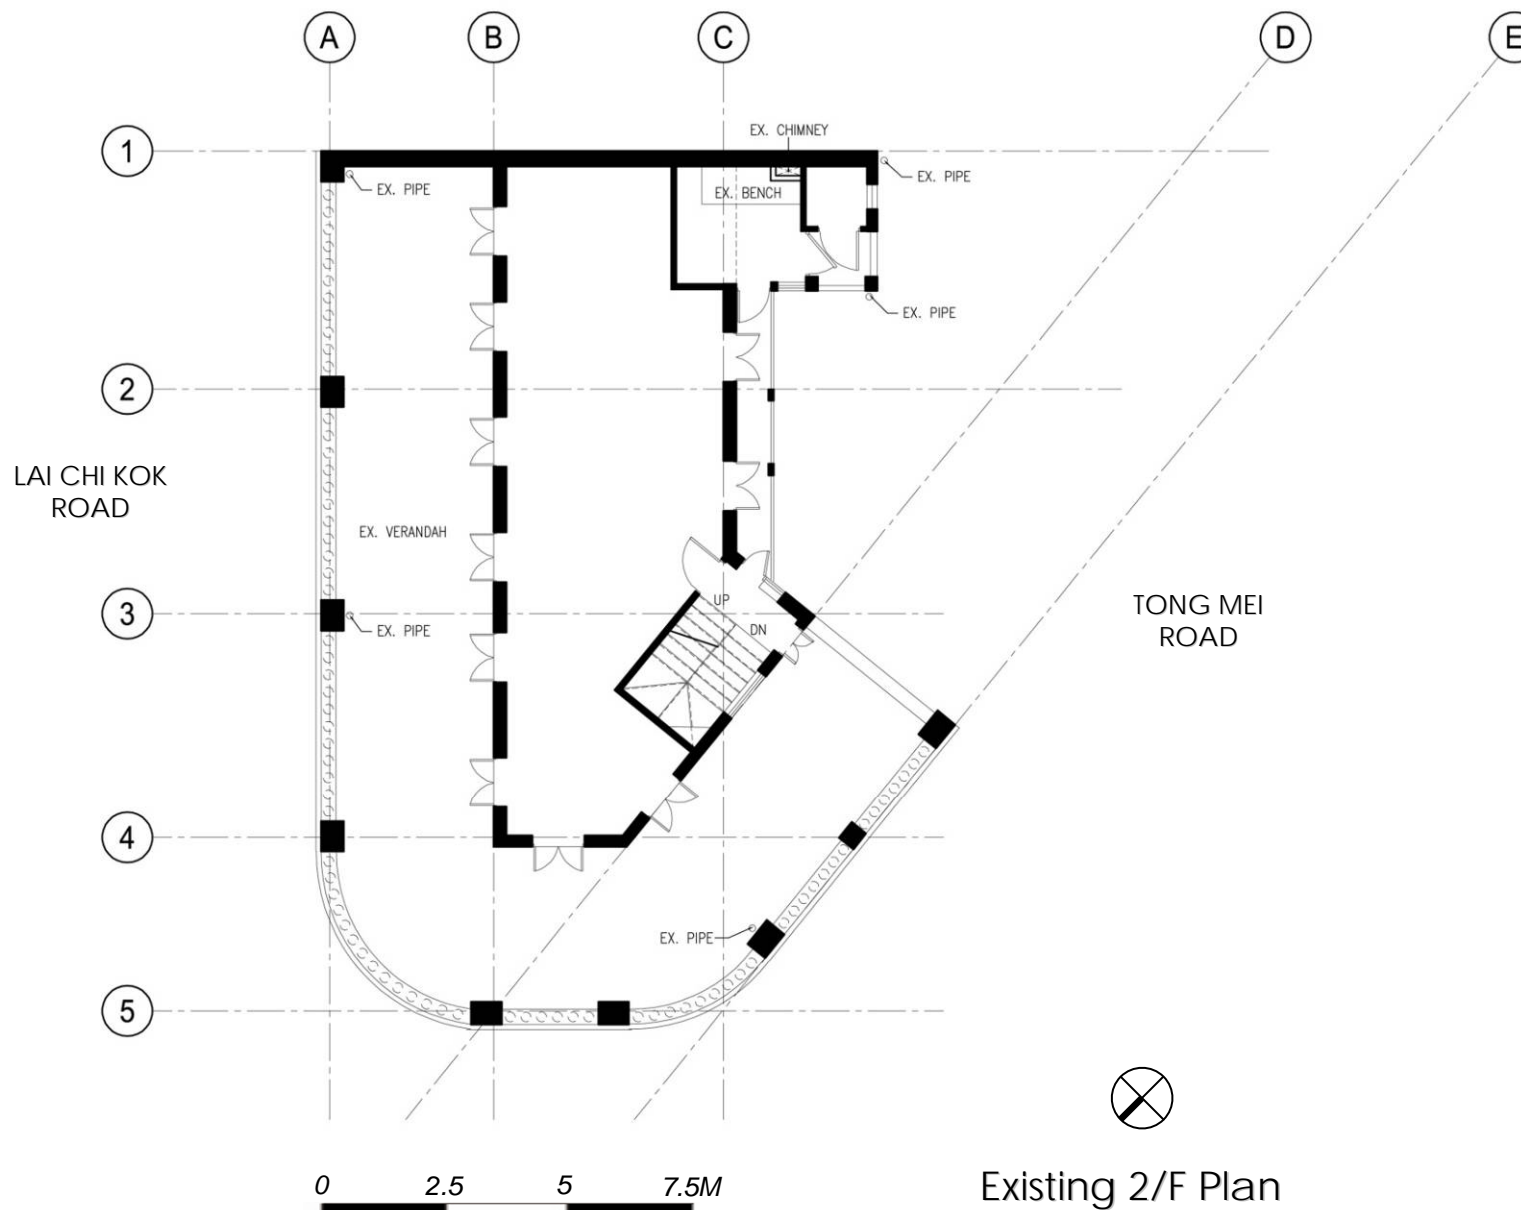 A
B
C
D
E
1
EX. CHIMNEY
EX. PIPE
EX. PIPE
EX. BENCH
EX. PIPE
2
LAI CHI KOK
ROAD
EX. VERANDAH
3
UP
DN
EX. PIPE
TONG MEI
ROAD
4
EX. PIPE
5
0 2.5 5 7.5M
Existing 2/F Plan